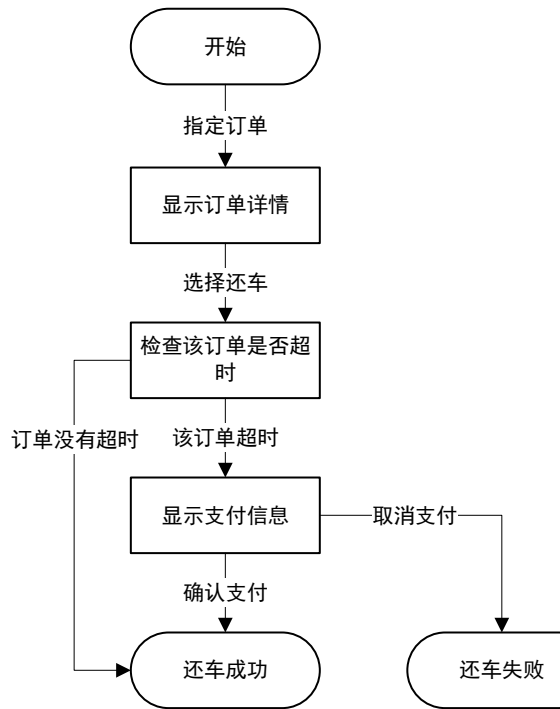 开始
指定订单
显示订单详情
选择还车
检查该订单是否超
时
订单没有超时
该订单超时
显示支付信息
取消支付
确认支付
还车成功
还车失败